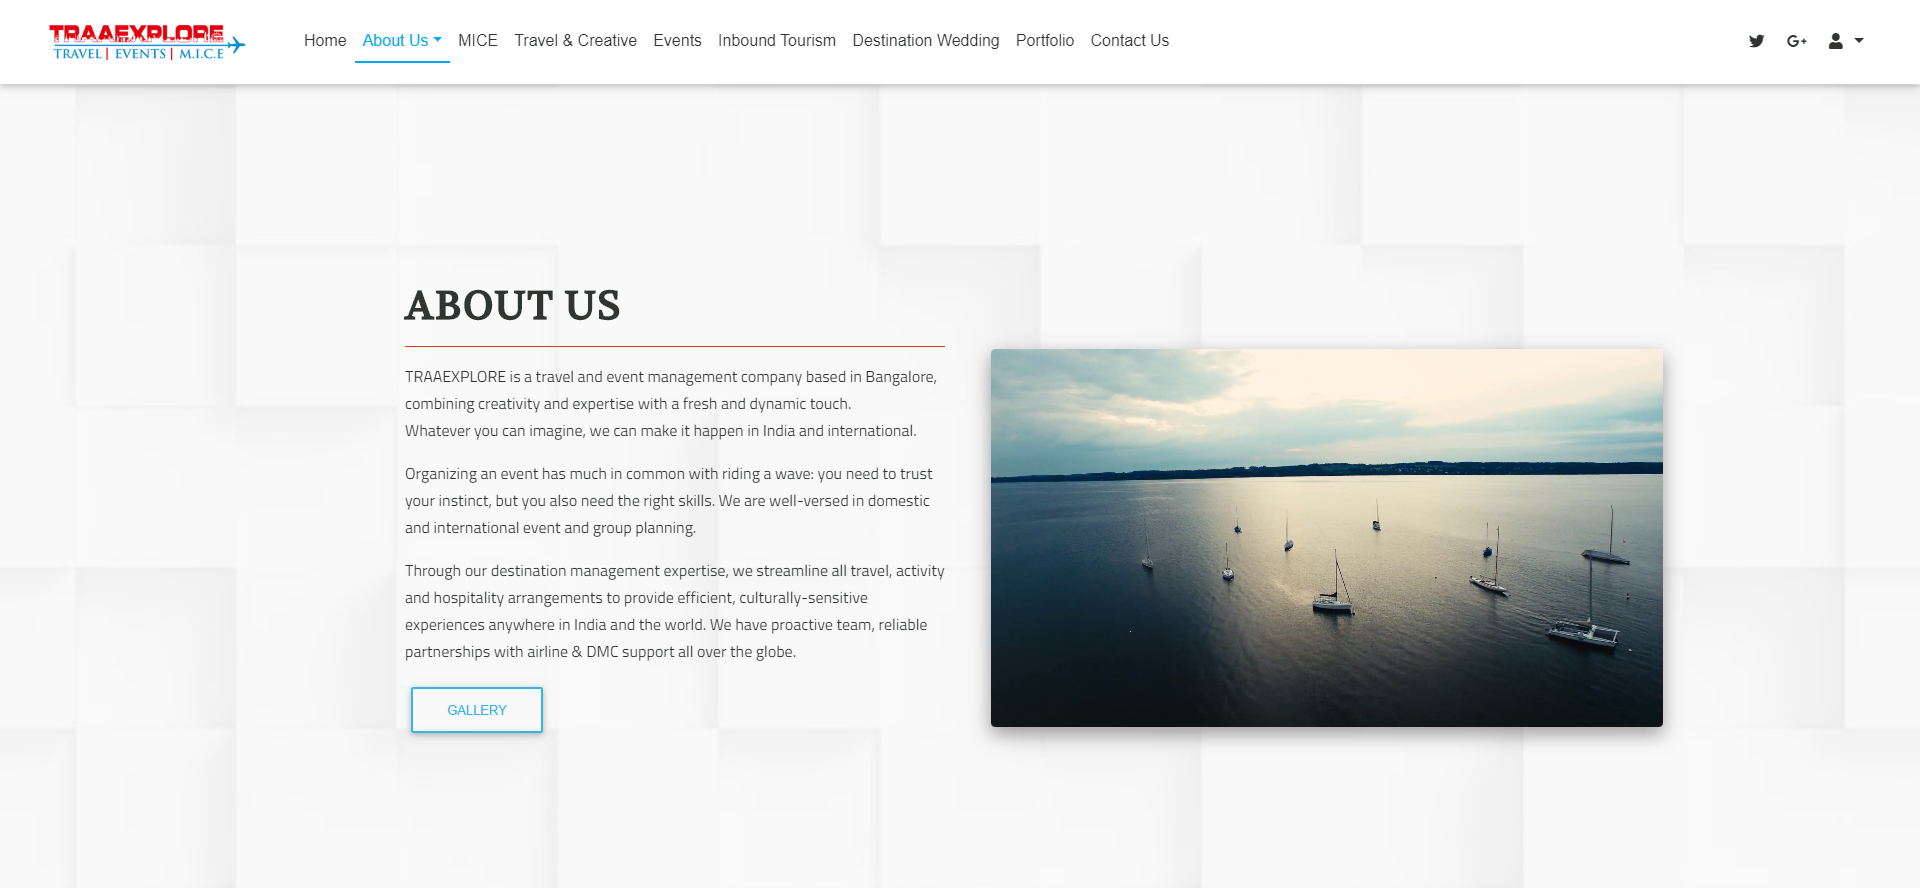 TRAAEXPLORE
TRAVEL | EVENTS | M.I.C.E
Home About Us MICE Travel & Creative Events Inbound Tourism Destination Wedding Portfolio Contact Us
G+
ABOUT US
TRAAEXPLORE is a travel and event management company based in Bangalore,
combining creativity and expertise with a fresh and dynamic touch.
Whatever you can imagine, we can make it happen in India and international.
Organizing an event has much in common with riding a wave: you need to trust
your instinct, but you also need the right skills. We are well-versed in domestic
and international event and group planning.
Through our destination management expertise, we streamline all travel, activity
and hospitality arrangements to provide efficient, culturally-sensitive
experiences anywhere in India and the world. We have proactive team, reliable
partnerships with airline & DMC support all over the globe.
GALLERY